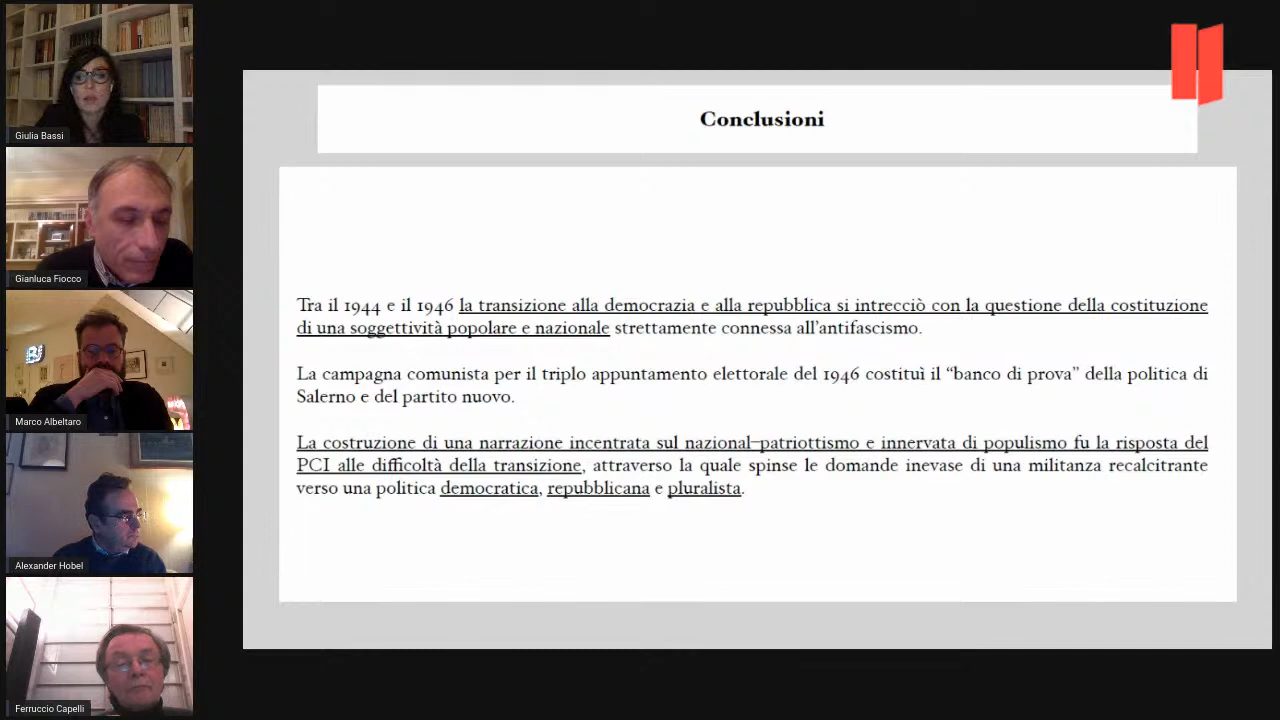 Giulia Bassi
Gianluca Fiocco
Marco Albeltaro
Alexander Hobel
Ferruccio Capelli
Conclusioni
Tra il 1944 e il 1946 la transizione alla democrazia e alla repubblica si intrecciò con la questione della costituzione
di una soggettività popolare e nazionale strettamente connessa all’antifascismo.
La campagna comunista per il triplo appuntamento elettorale del 1946 costituì il “banco di prova” della politica di
Salerno e del partito nuovo.
La costruzione di una narrazione incentrata sul nazional–patriottismo e innervata di populismo fu la risposta del
PCI alle difficoltà della transizione, attraverso la quale spinse le domande inevase di una militanza recalcitrante
verso una politica democratica, repubblicana e pluralista.